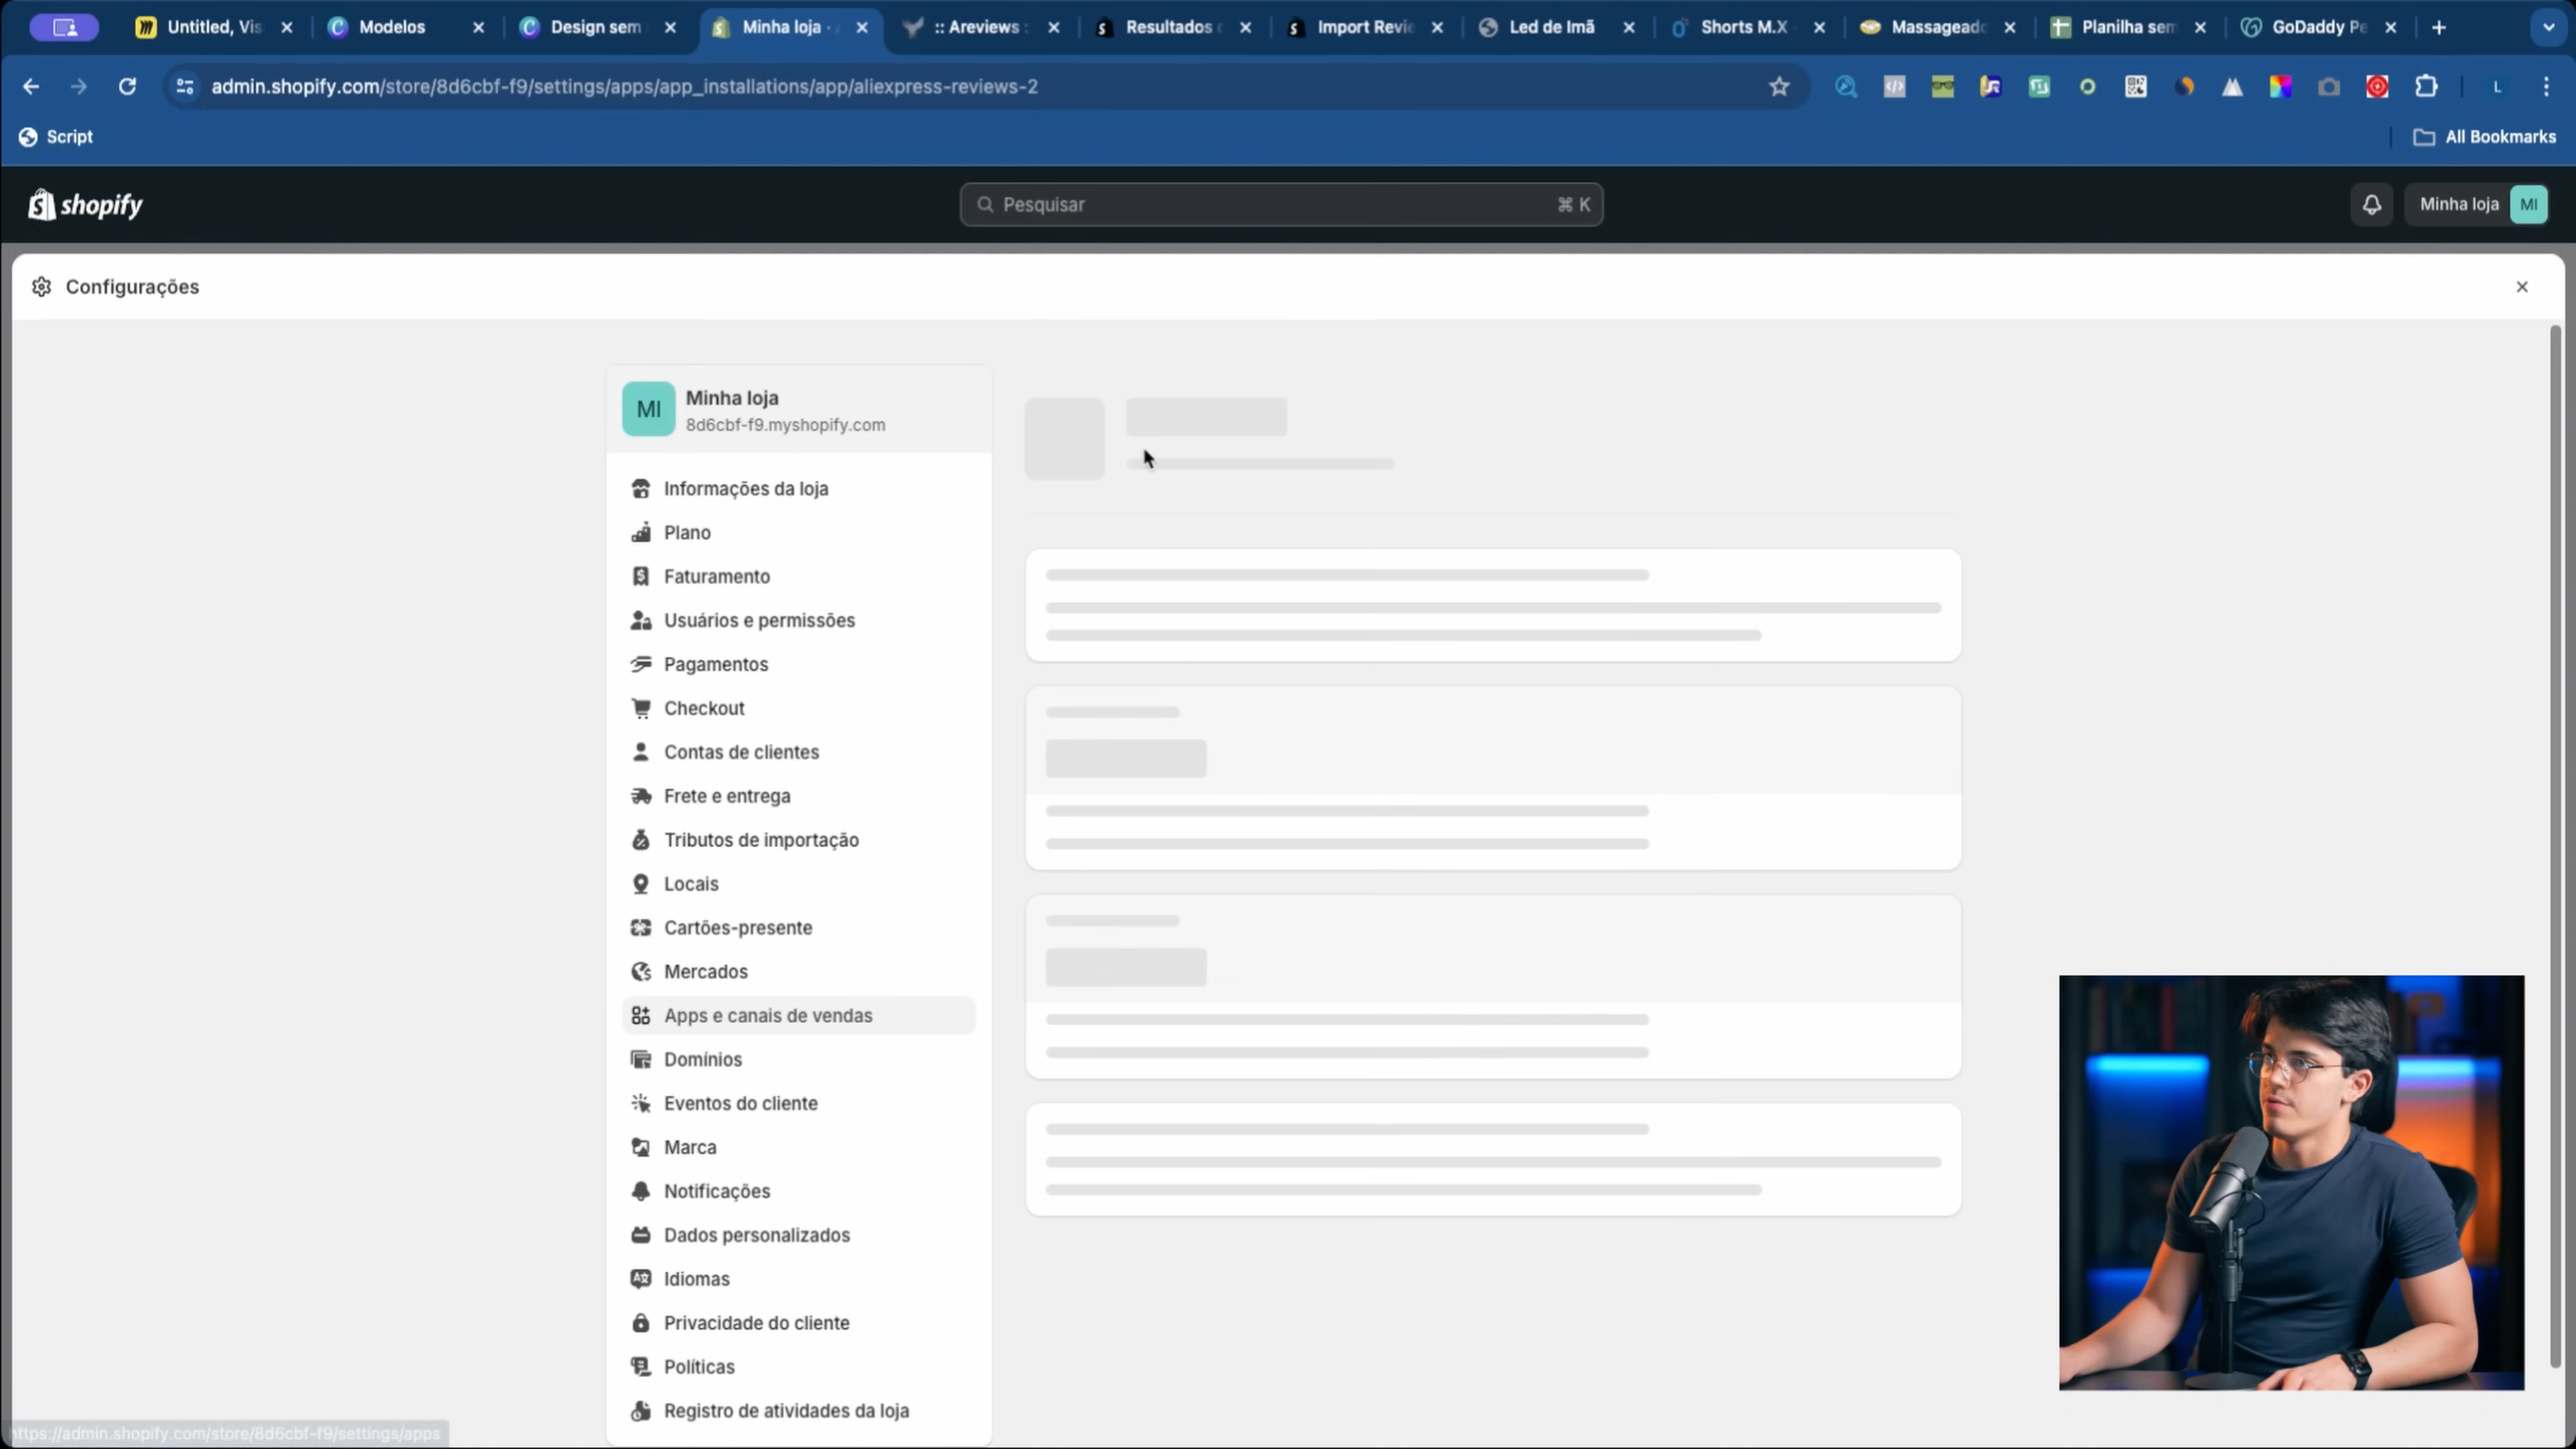 Untitled, Vis
Modelos
Design sem
Minha loja ·
:: Areviews :
Resultados
Import Revie
Led de Imã
Shorts M.X
Massagead
Planilha sem
GoDaddy Pe
admin.shopify.com/store/8d6cbf-f9/settings/apps/app_installations/app/aliexpress-reviews-2
L
Script
All Bookmarks
shopify
Pesquisar
⌘ K
Minha loja
MI
Configurações
MI
Minha loja
8d6cbf-f9.myshopify.com
Informações da loja
Plano
Faturamento
Usuários e permissões
Pagamentos
Checkout
Contas de clientes
Frete e entrega
Tributos de importação
Locais
Cartões-presente
Mercados
Apps e canais de vendas
Domínios
Eventos do cliente
Marca
Notificações
Dados personalizados
Idiomas
Privacidade do cliente
Políticas
Registro de atividades da loja
https://admin.shopify.com/store/8d6cbf-f9/settings/apps